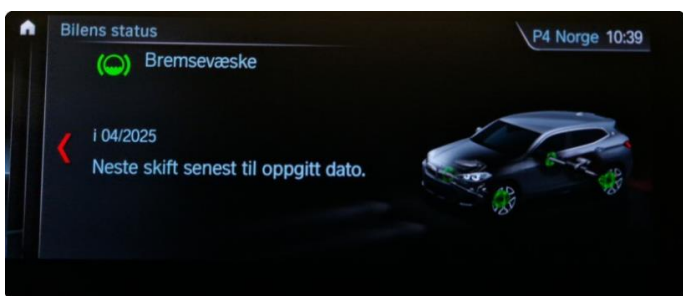 Bilens status
P4 Norge 10:39
Bremsevæske
i 04/2025
Neste skift senest til oppgitt dato.